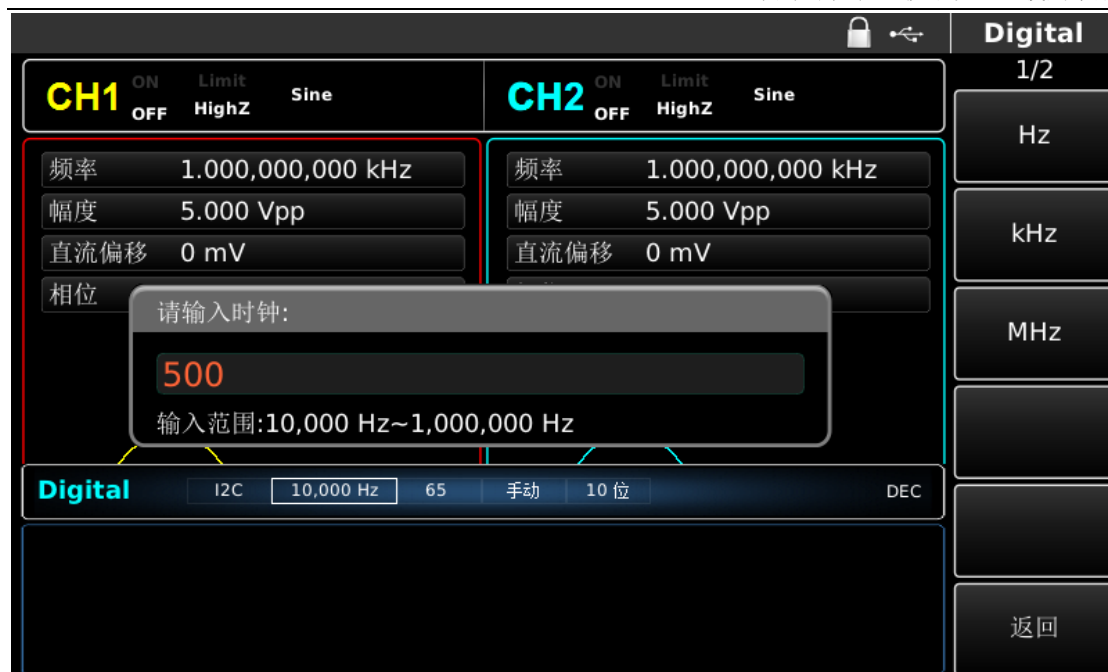 Digital
1/2
CH1 ON OFF Limit HighZ Sine
CH2 ON OFF Limit HighZ Sine
频率 1.000,000,000 kHz
幅度 5.000 Vpp
直流偏移 0 mV
相位
频率 1.000,000,000 kHz
幅度 5.000 Vpp
直流偏移 0 mV
请输入时钟:
500
输入范围:10,000 Hz~1,000,000 Hz
Digital I2C 10,000 Hz 65 手动 10 位 DEC
Hz
kHz
MHz
返回